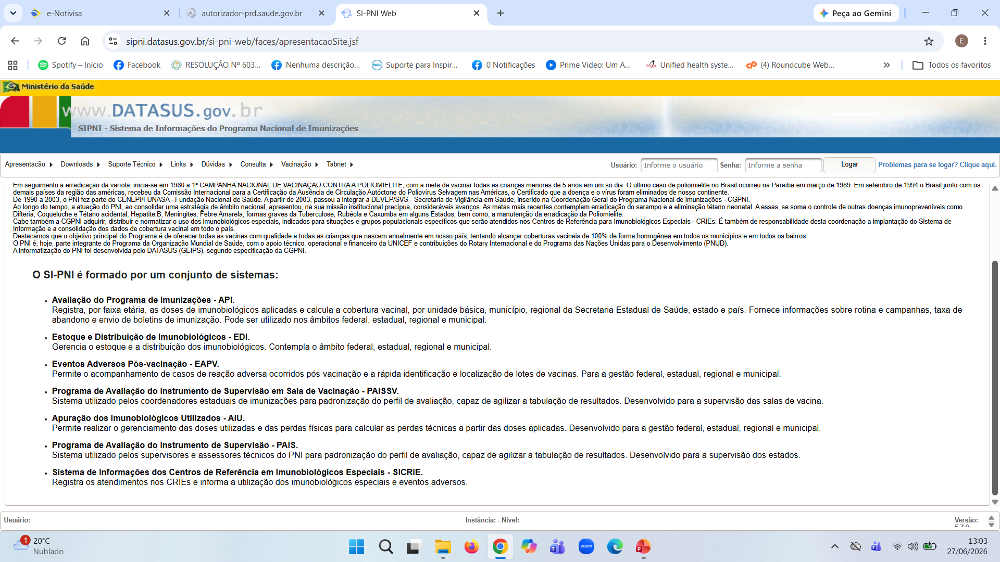 e-Notivisa
autorizador-prd.saude.gov.br
SI-PNI Web
Peça ao Gemini
sipni.datasus.gov.br/si-pni-web/faces/apresentacaoSite.jsf
E
Spotify – Início
Facebook
RESOLUÇÃO Nº 603...
Nenhuma descrição...
Suporte para Inspir...
0 Notificações
Prime Video: Um A...
Unified health syste...
(4) Roundcube Web...
Todos os favoritos
Ministério da Saúde
www.DATASUS.gov.br
SIPNI - Sistema de Informações do Programa Nacional de Imunizações
Apresentacão
Downloads
Suporte Técnico
Links
Dúvidas
Consulta
Vacinação
Tabnet
Usuário: Informe o usuário Senha: Informe a senha Logar Problemas para se logar? Clique aqui.
Em seguimento à erradicação da varíola, inicia-se em 1980 a 1ª CAMPANHA NACIONAL DE VACINAÇÃO CONTRA A POLIOMIELITE, com a meta de vacinar todas as crianças menores de 5 anos em um só dia. O último caso de poliomielite no Brasil ocorreu na Paraíba em março de 1989. Em setembro de 1994 o Brasil junto com os
demais países da região das américas, recebeu da Comissão Internacional para a Certificação da Ausência de Circulação Autóctone do Poliovírus Selvagem nas Américas, o Certificado que a doença e o vírus foram eliminados de nosso continente.
De 1990 a 2003, o PNI fez parte do CENEPI/FUNASA - Fundação Nacional de Saúde. A partir de 2003, passou a integrar a DEVEP/SVS - Secretaria de Vigilância em Saúde, inserido na Coordenação Geral do Programa Nacional de Imunizações - CGPNI.
Ao longo do tempo, a atuação do PNI, ao consolidar uma estratégia de âmbito nacional, apresentou, na sua missão institucional precípua, consideráveis avanços. As metas mais recentes contemplam erradicação do sarampo e a eliminação tétano neonatal. A essas, se soma o controle de outras doenças imunopreveníveis como
Difteria, Coqueluche e Tétano acidental, Hepatite B, Meningites, Febre Amarela, formas graves da Tuberculose, Rubéola e Caxumba em alguns Estados, bem como, a manutenção da erradicação da Poliomielite.
Cabe também a CGPNI adquirir, distribuir e normatizar o uso dos imunobiológicos especiais, indicados para situações e grupos populacionais específicos que serão atendidos nos Centros de Referência para Imunobiológicos Especiais - CRIEs. É também de responsabilidade desta coordenação a implantação do Sistema de
Informação e a consolidação dos dados de cobertura vacinal em todo o país.
Destacamos que o objetivo principal do Programa é de oferecer todas as vacinas com qualidade a todas as crianças que nascem anualmente em nosso país, tentando alcançar coberturas vacinais de 100% de forma homogênea em todos os municípios e em todos os bairros.
O PNI é, hoje, parte integrante do Programa da Organização Mundial de Saúde, com o apoio técnico, operacional e financeiro da UNICEF e contribuições do Rotary Internacional e do Programa das Nações Unidas para o Desenvolvimento (PNUD).
A informatização do PNI foi desenvolvida pelo DATASUS (GEIPS), segundo especificação da CGPNI.
O SI-PNI é formado por um conjunto de sistemas:
Avaliação do Programa de Imunizações - API.
Registra, por faixa etária, as doses de imunobiológicos aplicadas e calcula a cobertura vacinal, por unidade básica, município, regional da Secretaria Estadual de Saúde, estado e país. Fornece informações sobre rotina e campanhas, taxa de
abandono e envio de boletins de imunização. Pode ser utilizado nos âmbitos federal, estadual, regional e municipal.
Estoque e Distribuição de Imunobiológicos - EDI.
Gerencia o estoque e a distribuição dos imunobiológicos. Contempla o âmbito federal, estadual, regional e municipal.
Eventos Adversos Pós-vacinação - EAPV.
Permite o acompanhamento de casos de reação adversa ocorridos pós-vacinação e a rápida identificação e localização de lotes de vacinas. Para a gestão federal, estadual, regional e municipal.
Programa de Avaliação do Instrumento de Supervisão em Sala de Vacinação - PAISSV.
Sistema utilizado pelos coordenadores estaduais de imunizações para padronização do perfil de avaliação, capaz de agilizar a tabulação de resultados. Desenvolvido para a supervisão das salas de vacina.
Apuração dos Imunobiológicos Utilizados - AIU.
Permite realizar o gerenciamento das doses utilizadas e das perdas físicas para calcular as perdas técnicas a partir das doses aplicadas. Desenvolvido para a gestão federal, estadual, regional e municipal.
Programa de Avaliação do Instrumento de Supervisão - PAIS.
Sistema utilizado pelos supervisores e assessores técnicos do PNI para padronização do perfil de avaliação, capaz de agilizar a tabulação de resultados. Desenvolvido para a supervisão dos estados.
Sistema de Informações dos Centros de Referência em Imunobiológicos Especiais - SICRIE.
Registra os atendimentos nos CRIEs e informa a utilização dos imunobiológicos especiais e eventos adversos.
Usuário:
Instância: - Nível:
Versão:
5.7.0
1
20°C
Nublado
zoom
13:03
27/06/2026